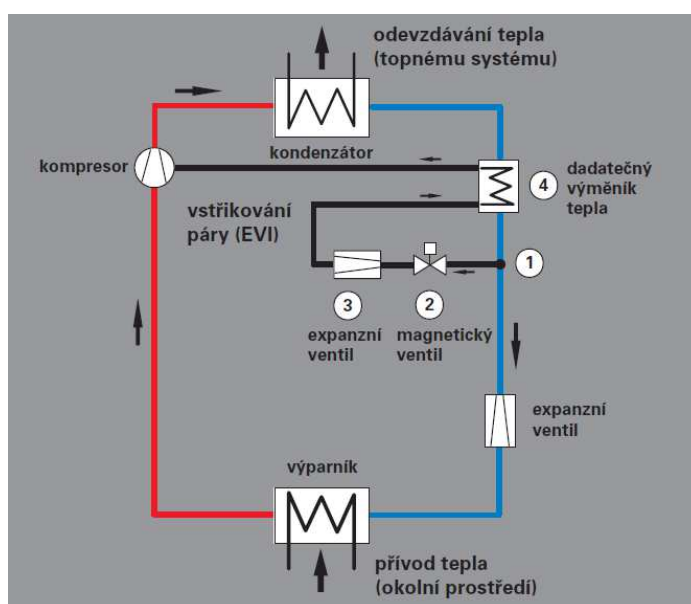 odevzdávání tepla
(topnému systému)
kompresor
kondenzátor
4
dadatečný
výměník
tepla
vstřikování
páry (EVI)
1
3
2
expanzní
ventil
magnetický
ventil
expanzní
ventil
výparník
přívod tepla
(okolní prostředí)